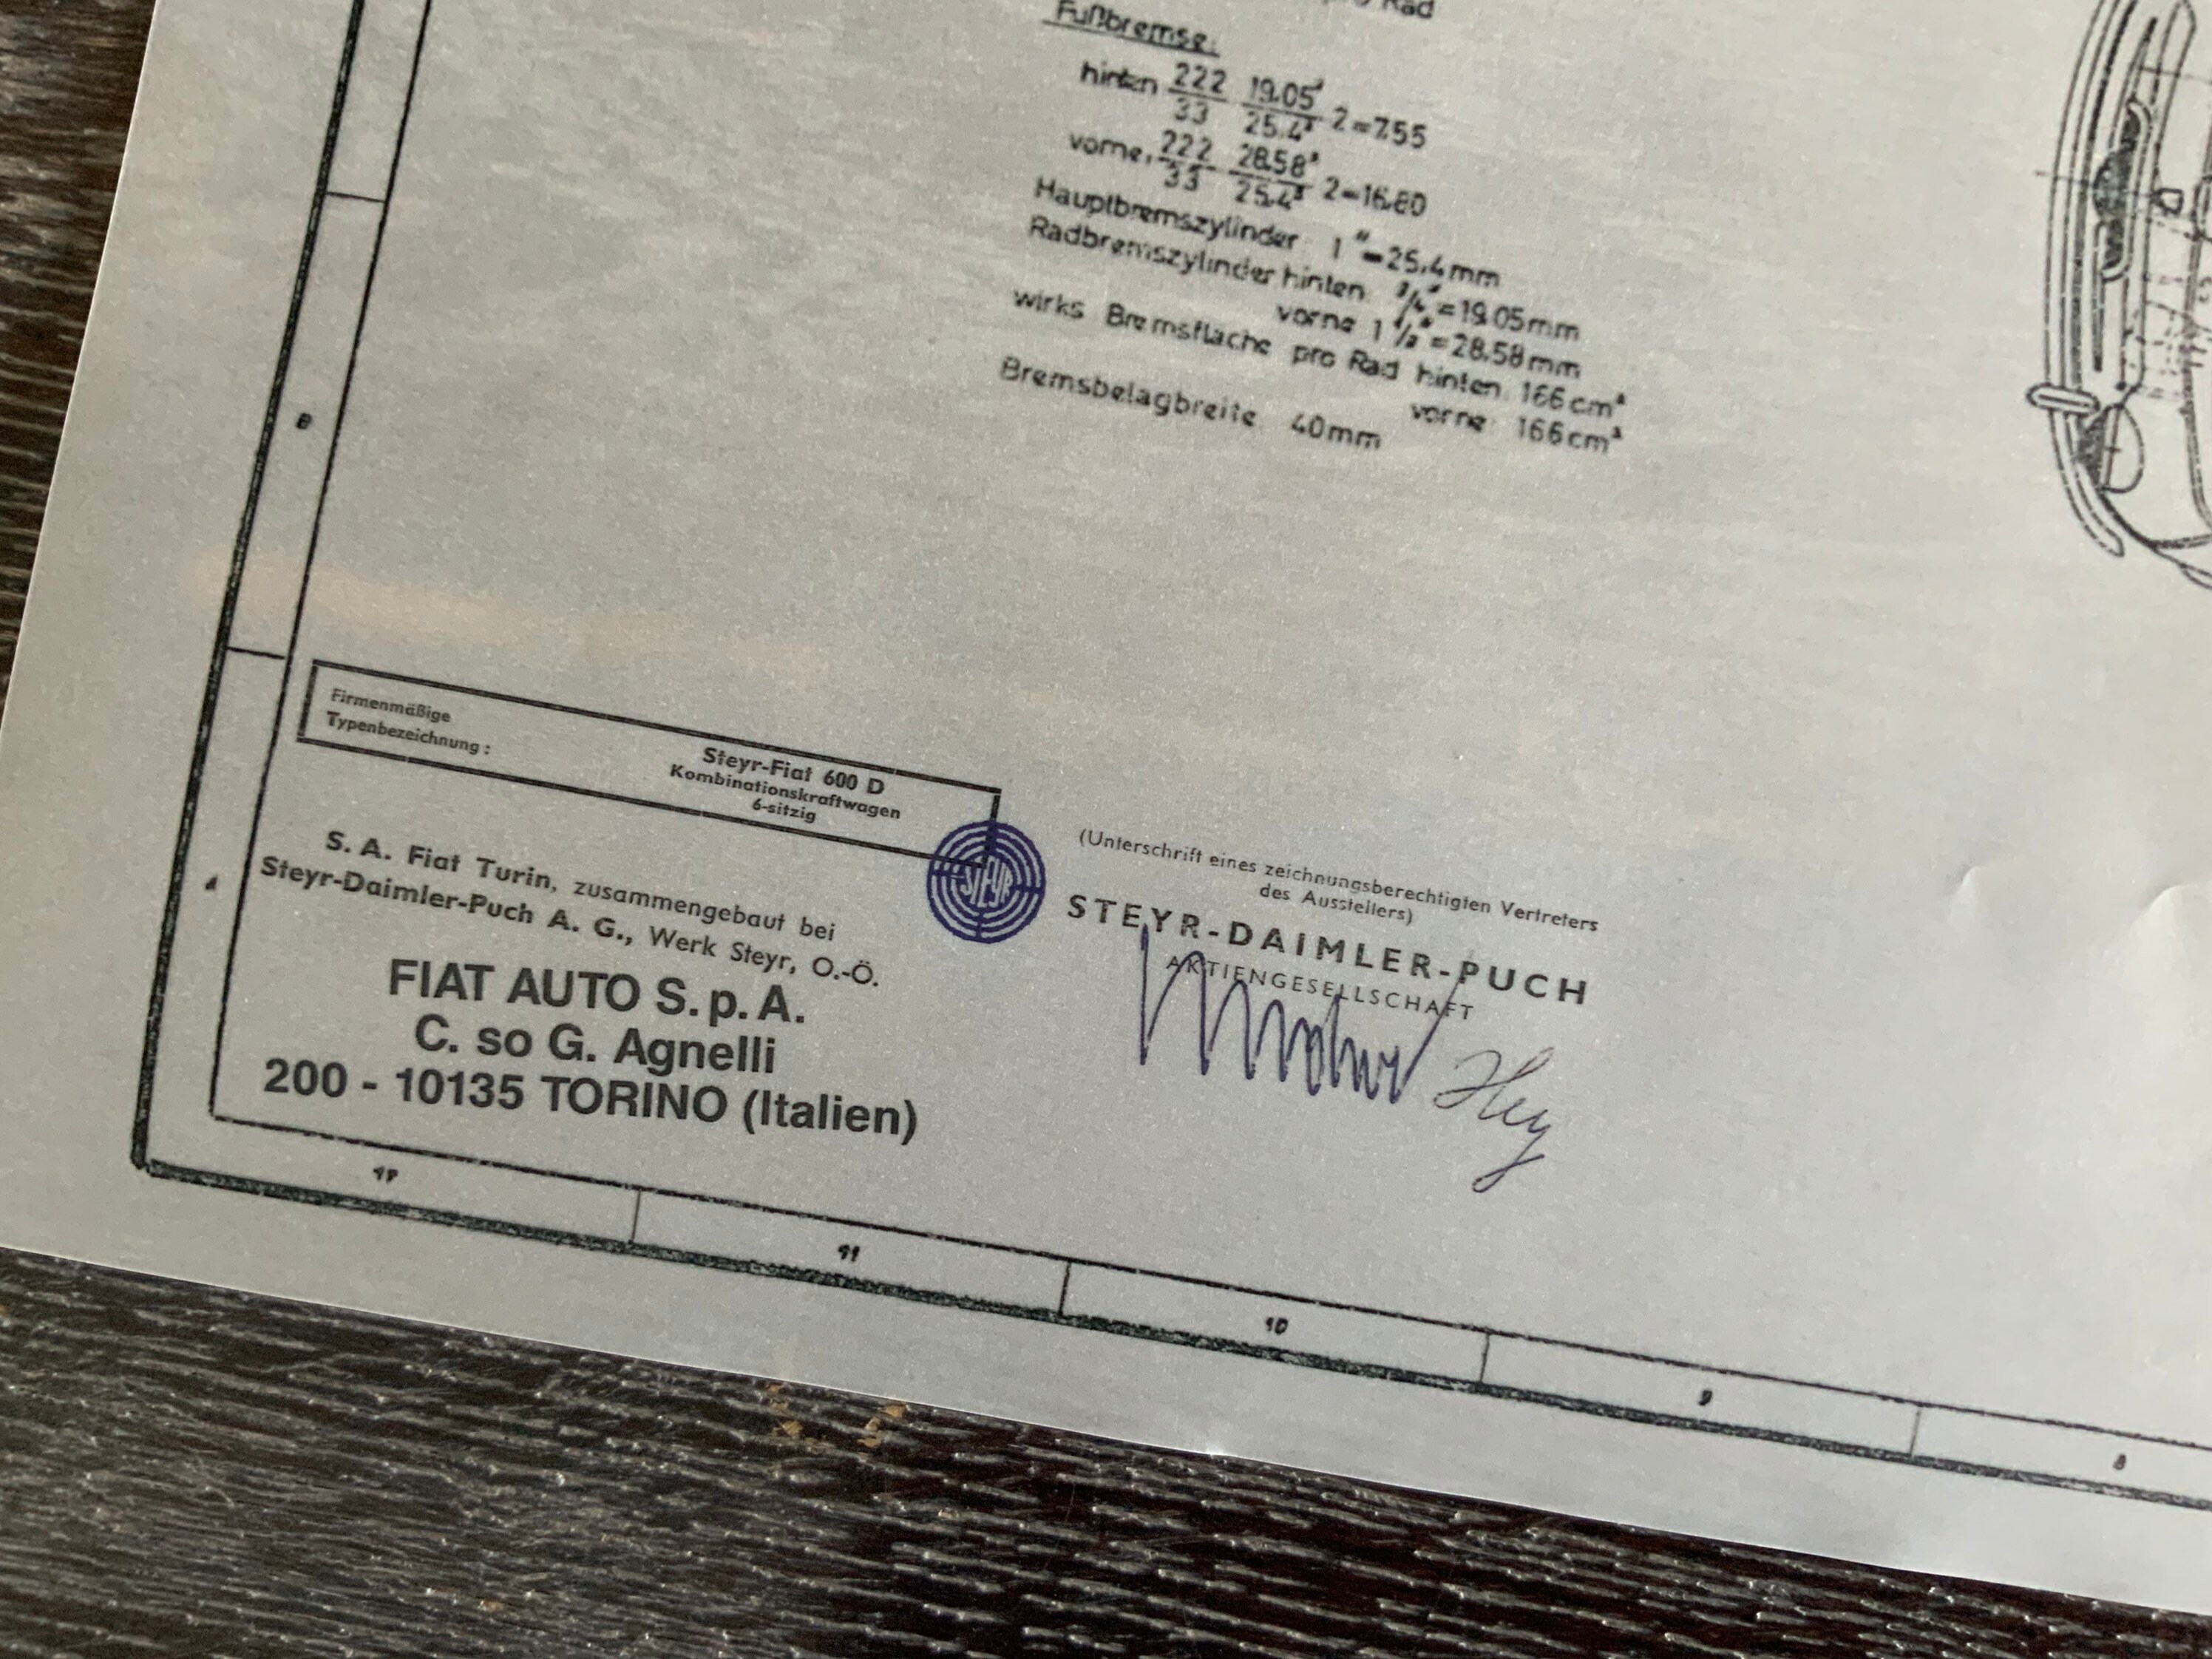 Rad
Fußbremse:
hinten 222/33 19.05²/25.4² 2=7.55
vorne: 222/33 28.58²/25.4² 2=16.80
Hauptbremszylinder 1"=25,4mm
Radbremszylinder hinten 3/4"=19.05mm
vorne 1 1/8"=28.58mm
wirks Bremsfläche pro Rad hinten: 166cm²
vorne: 166cm²
Bremsbelagbreite 40mm
B
Firmenmäßige
Typenbezeichnung :
Steyr-Fiat 600 D
Kombinationskraftwagen
6-sitzig
S. A. Fiat Turin, zusammengebaut bei
Steyr-Daimler-Puch A. G., Werk Steyr, O.-Ö.
FIAT AUTO S. p. A.
C. so G. Agnelli
200 - 10135 TORINO (Italien)
A
STEYR
(Unterschrift eines zeichnungsberechtigten Vertreters
des Ausstellers)
STEYR-DAIMLER-PUCH
AKTIENGESELLSCHAFT
11
10
9
8